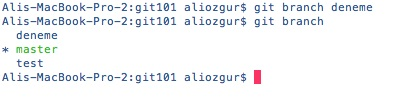 Alis-MacBook-Pro-2:git101 aliozgur$ git branch deneme
Alis-MacBook-Pro-2:git101 aliozgur$ git branch
  deneme
* master
  test
Alis-MacBook-Pro-2:git101 aliozgur$